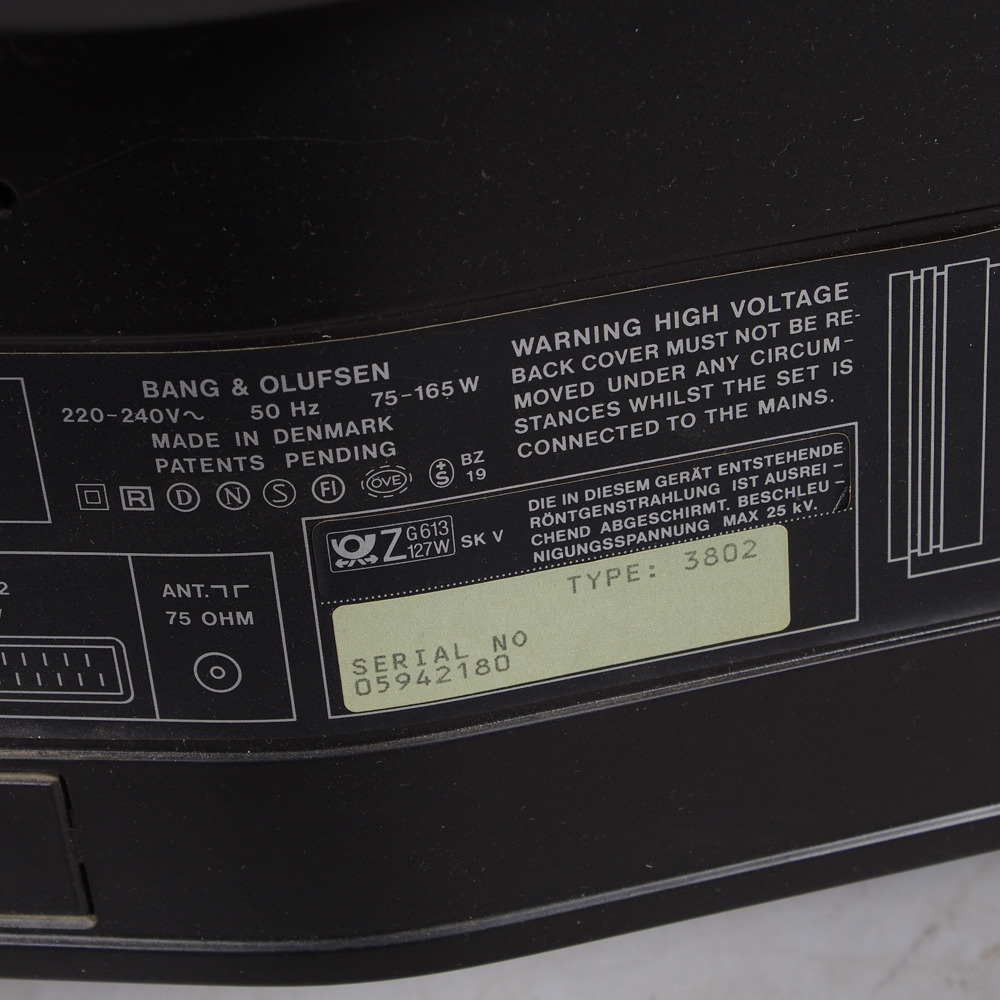 BANG & OLUFSEN
220-240V~ 50 Hz 75-165 W
MADE IN DENMARK
PATENTS PENDING
R D N S FI ÖVE +S BZ 19
WARNING HIGH VOLTAGE
BACK COVER MUST NOT BE RE-
MOVED UNDER ANY CIRCUM-
STANCES WHILST THE SET IS
CONNECTED TO THE MAINS.
Z G613 127W SK V
DIE IN DIESEM GERÄT ENTSTEHENDE
RÖNTGENSTRAHLUNG IST AUSREI-
CHEND ABGESCHIRMT. BESCHLEU-
NIGUNGSSPANNUNG MAX 25 kV.
TYPE: 3802
SERIAL NO
05942180
2
ANT.
75 OHM